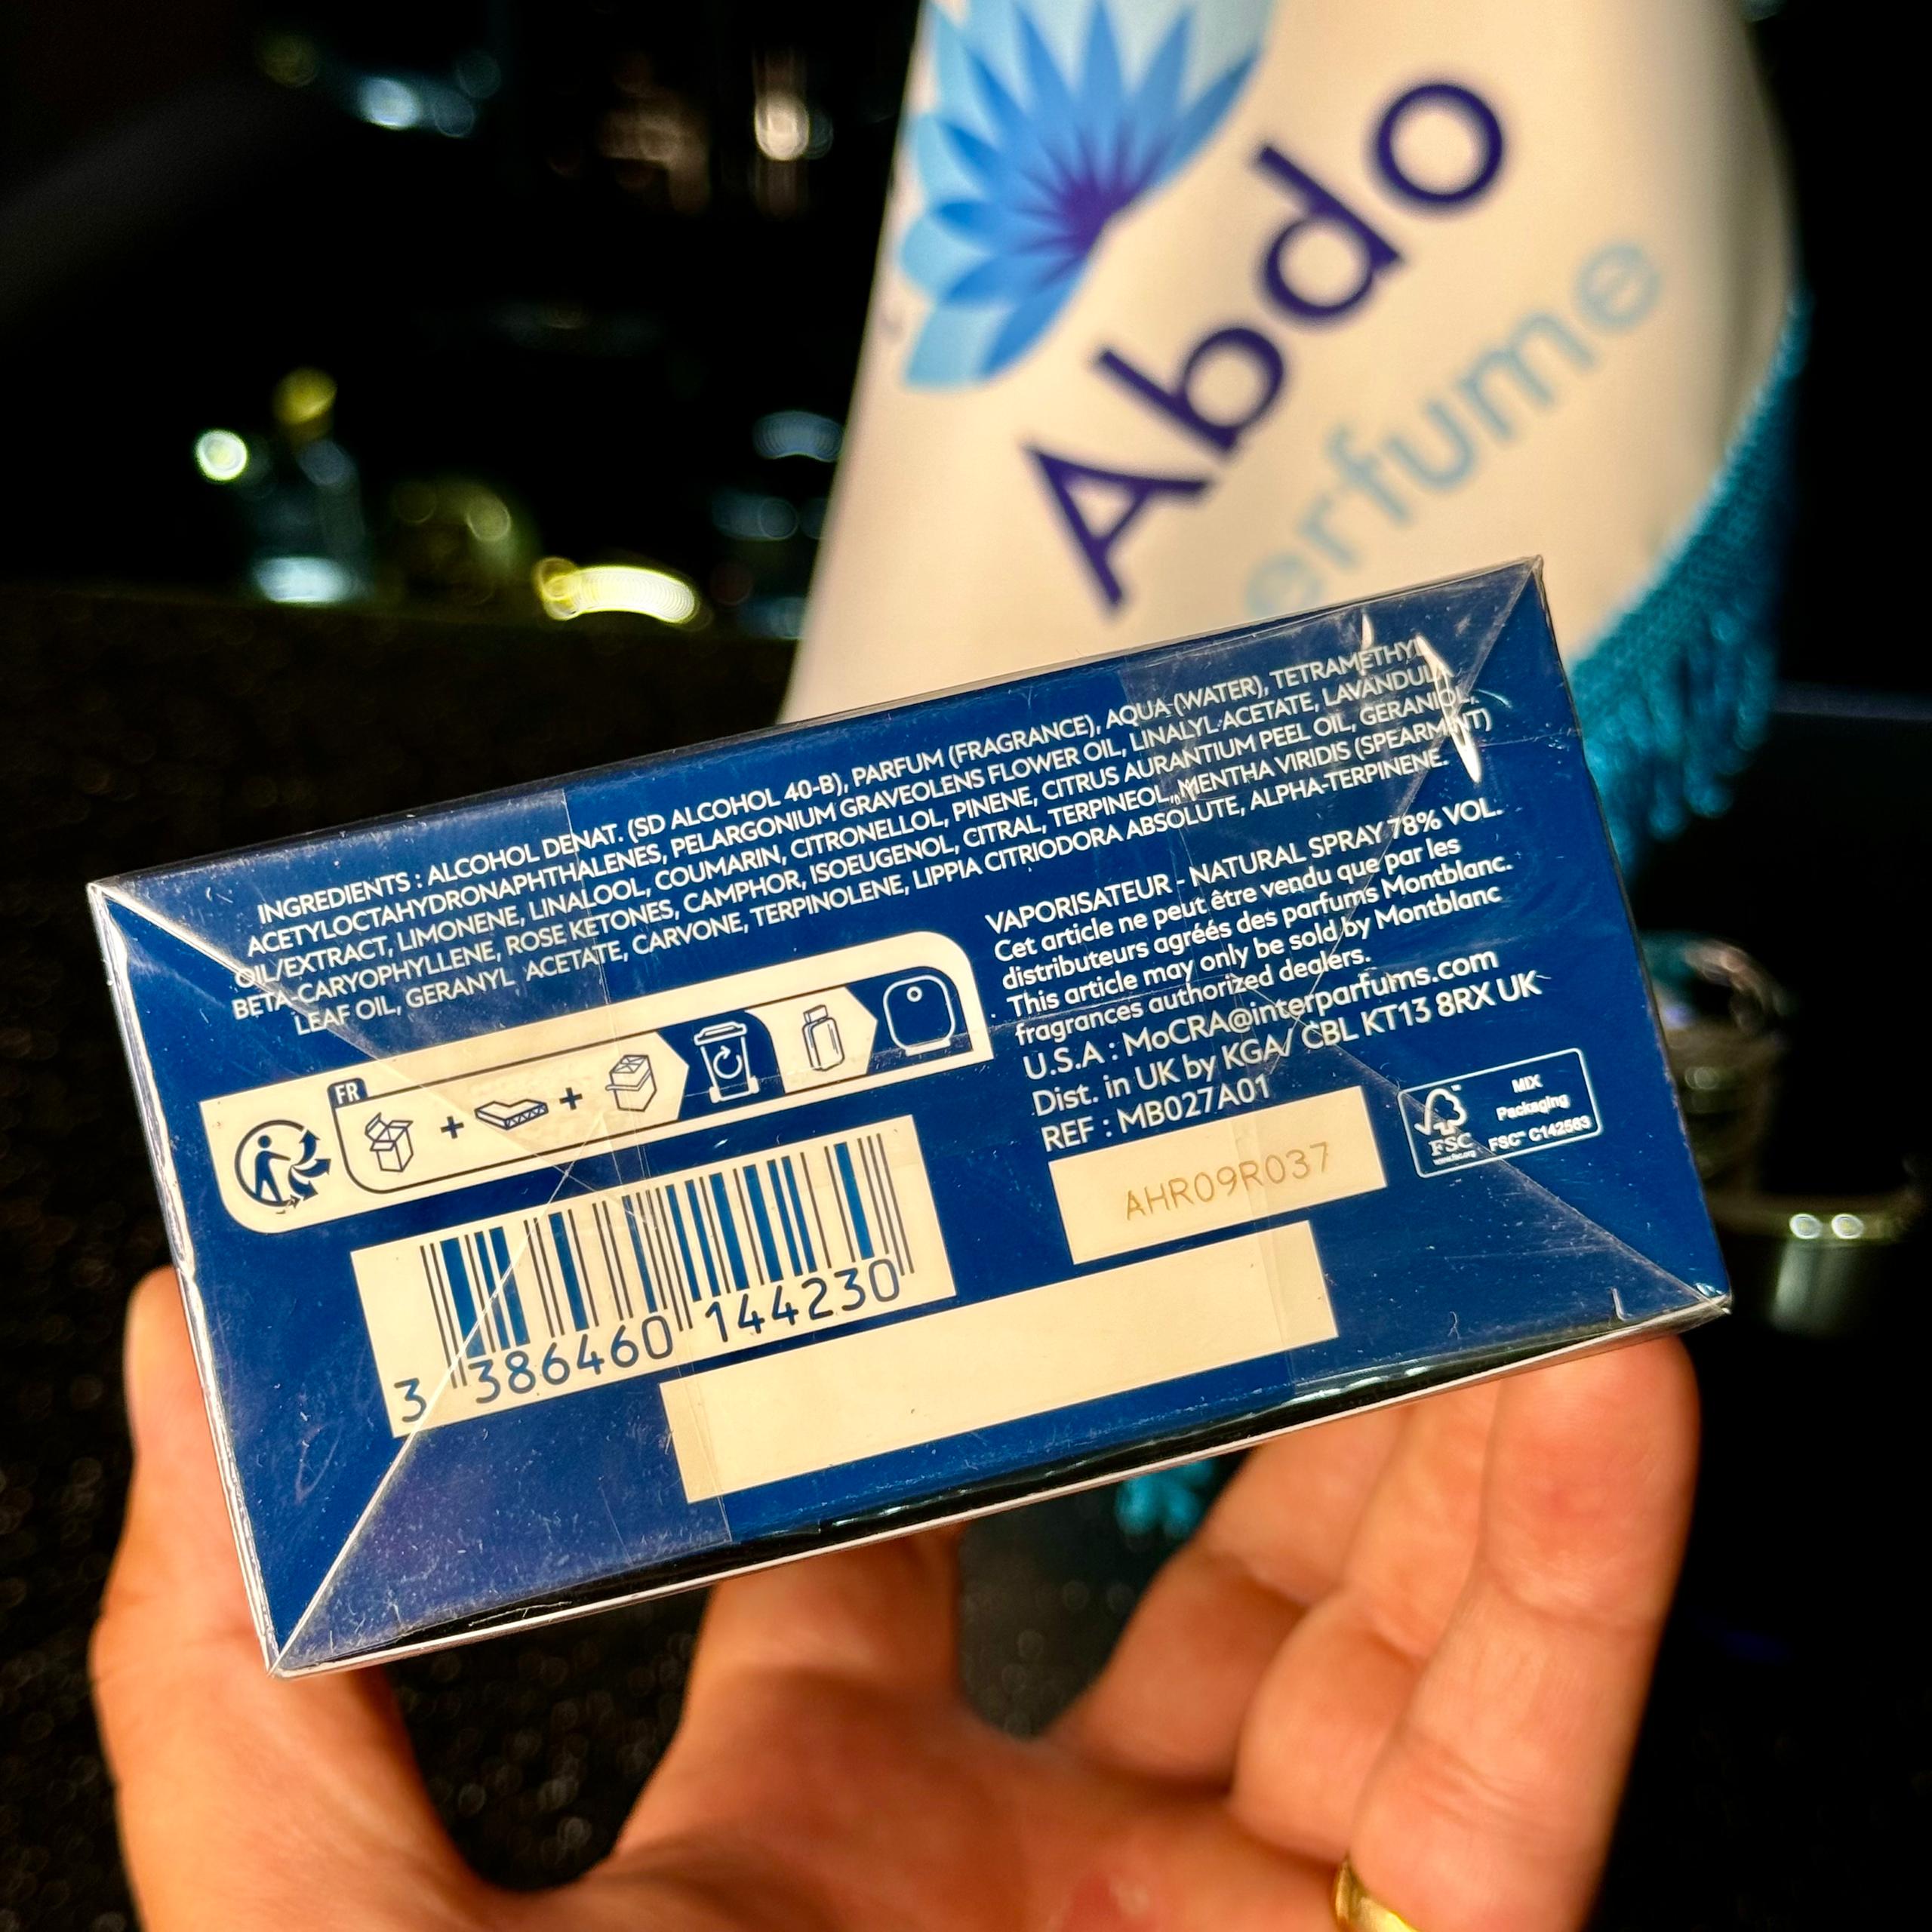 Abdo
erfume
INGREDIENTS : ALCOHOL DENAT. (SD ALCOHOL 40-B), PARFUM (FRAGRANCE), AQUA (WATER), TETRAMETHYL
ACETYLOCTAHYDRONAPHTHALENES, PELARGONIUM GRAVEOLENS FLOWER OIL, LINALYL ACETATE, LAVANDULA
OIL/EXTRACT, LIMONENE, LINALOOL, COUMARIN, CITRONELLOL, PINENE, CITRUS AURANTIUM PEEL OIL, GERANIOL,
BETA-CARYOPHYLLENE, ROSE KETONES, CAMPHOR, ISOEUGENOL, CITRAL, TERPINEOL, MENTHA VIRIDIS (SPEARMINT)
LEAF OIL, GERANYL ACETATE, CARVONE, TERPINOLENE, LIPPIA CITRIODORA ABSOLUTE, ALPHA-TERPINENE.
VAPORISATEUR - NATURAL SPRAY 78% VOL.
Cet article ne peut être vendu que par les
distributeurs agréés des parfums Montblanc.
This article may only be sold by Montblanc
fragrances authorized dealers.
U.S.A : MoCRA@interparfums.com
Dist. in UK by KGA/ CBL KT13 8RX UK
REF : MB027A01
FR
+ +
AHR09R037
FSC
www.fsc.org
MIX
Packaging
FSC™ C142563
3 386460 144230